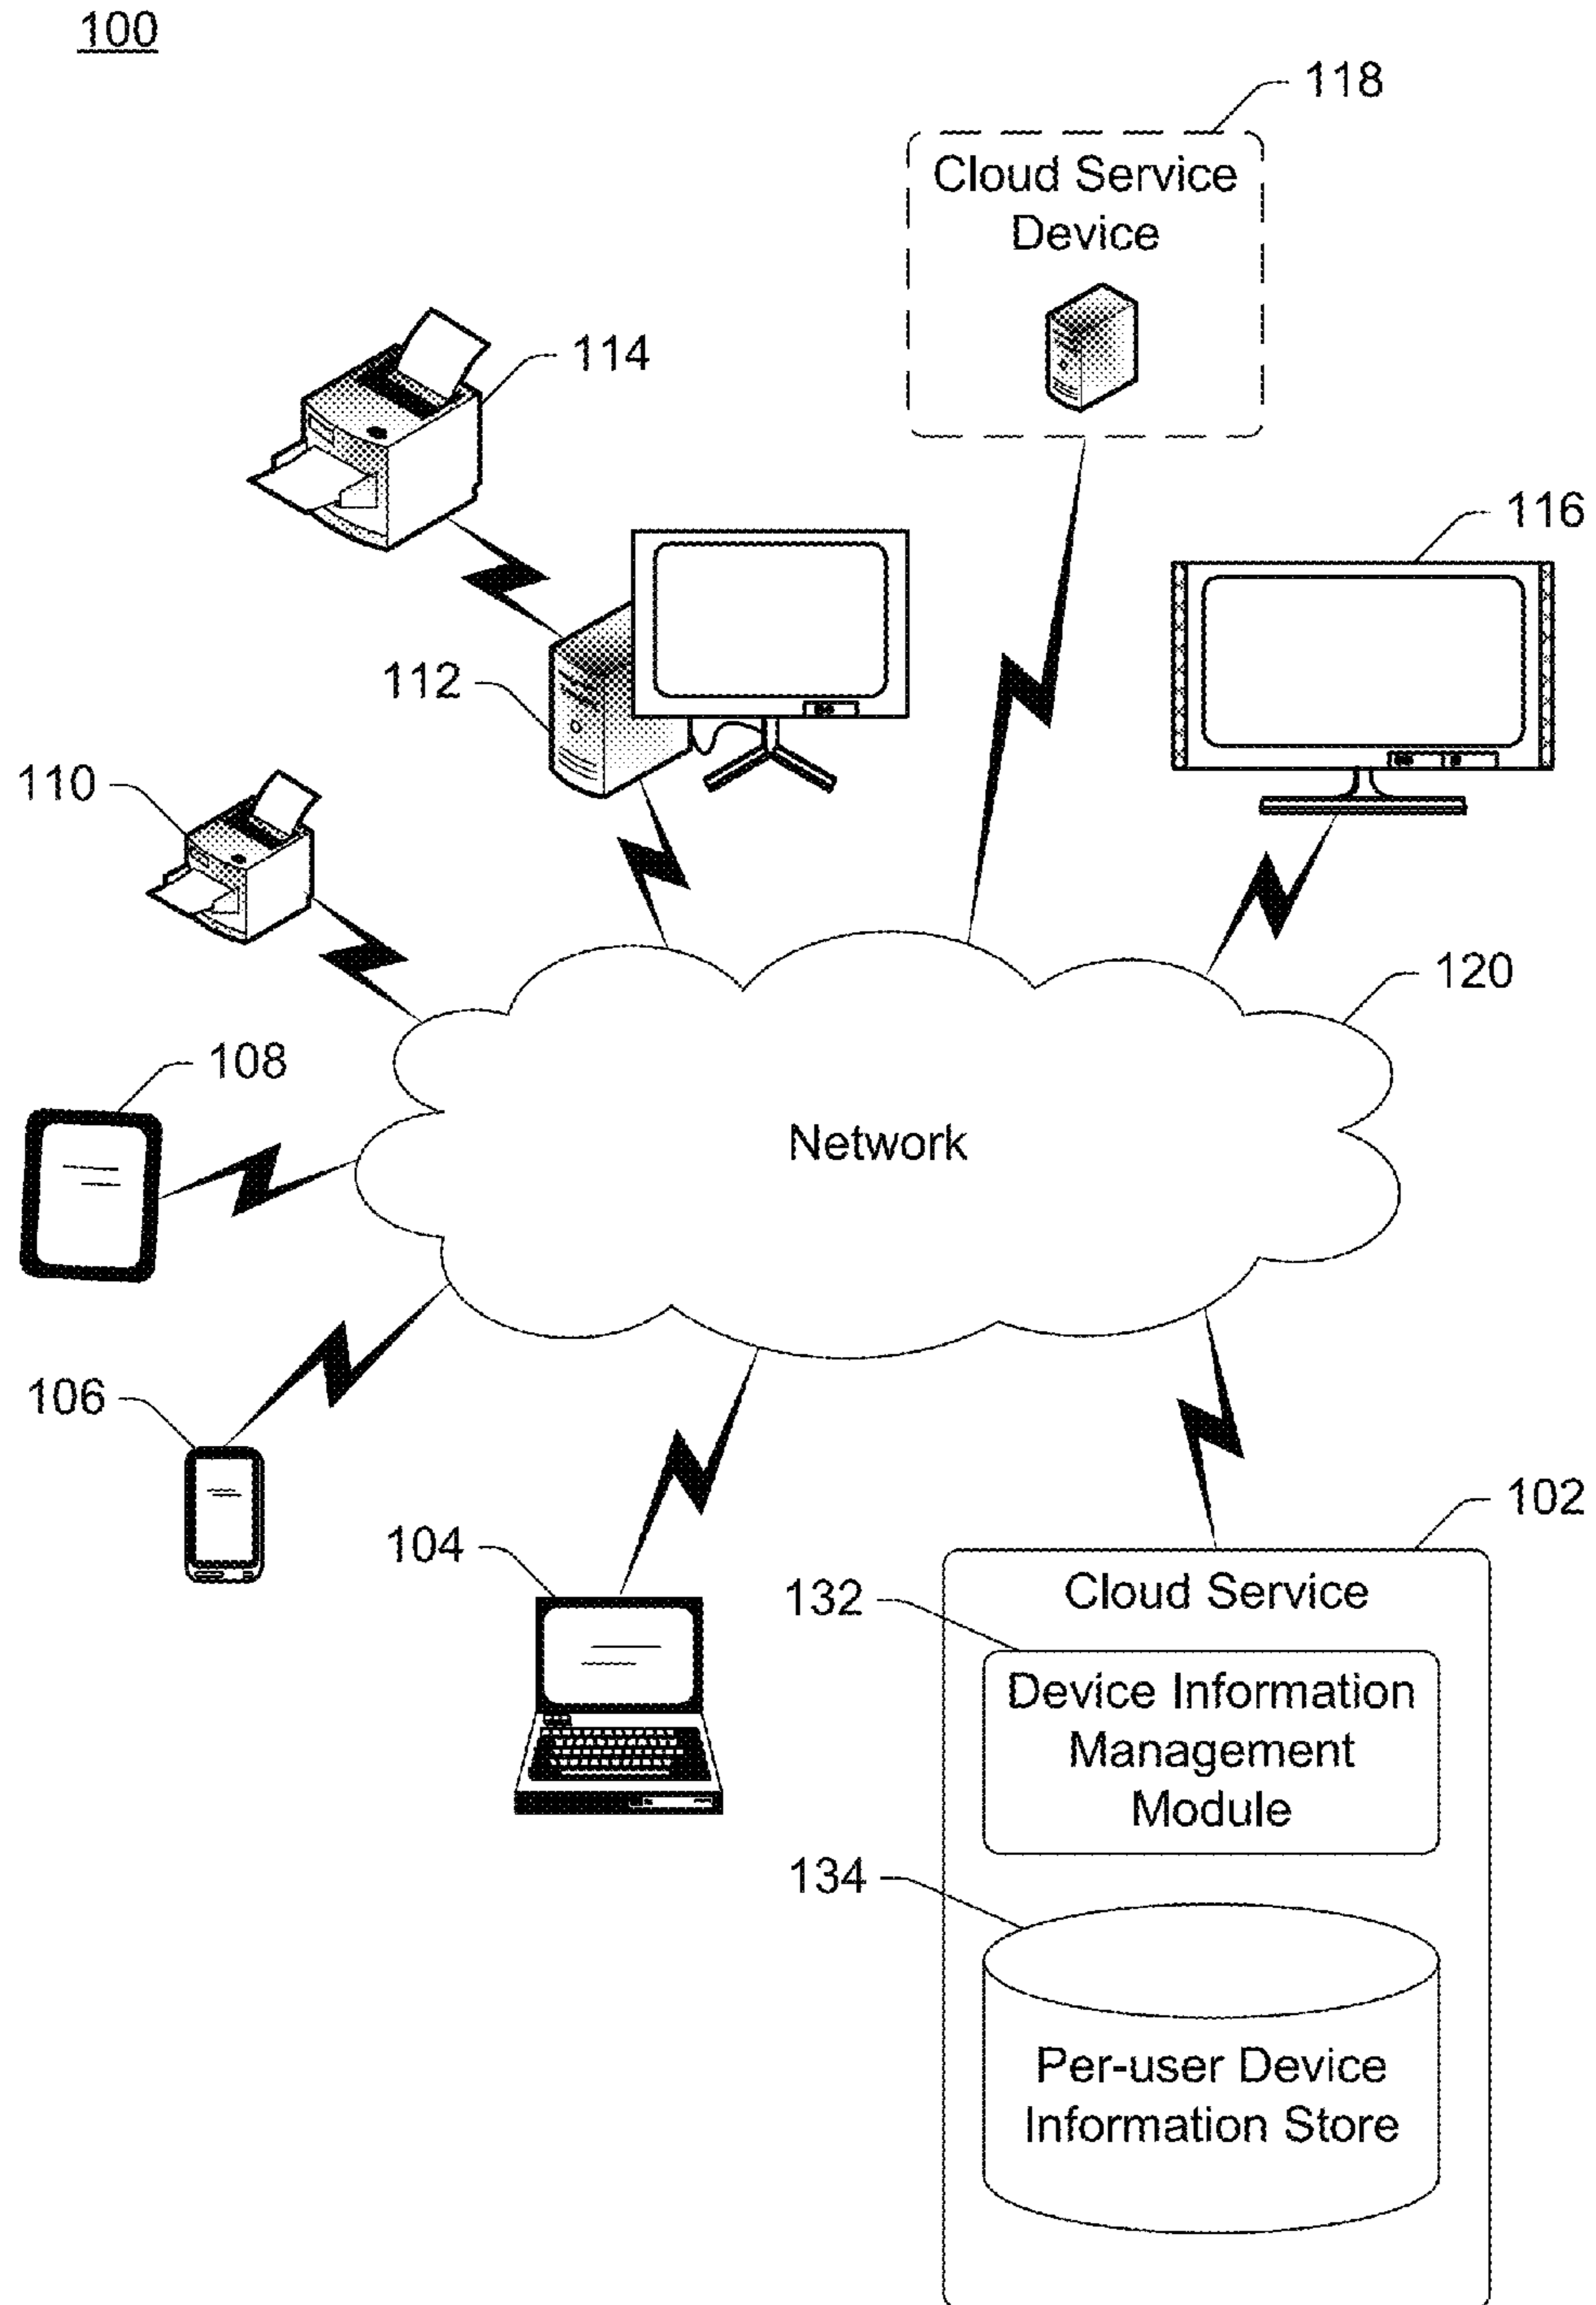 100
118
Cloud Service
Device
114
116
112
110
120
108
Network
106
102
104
Cloud Service
132
Device Information
Management
Module
134
Per-user Device
Information Store